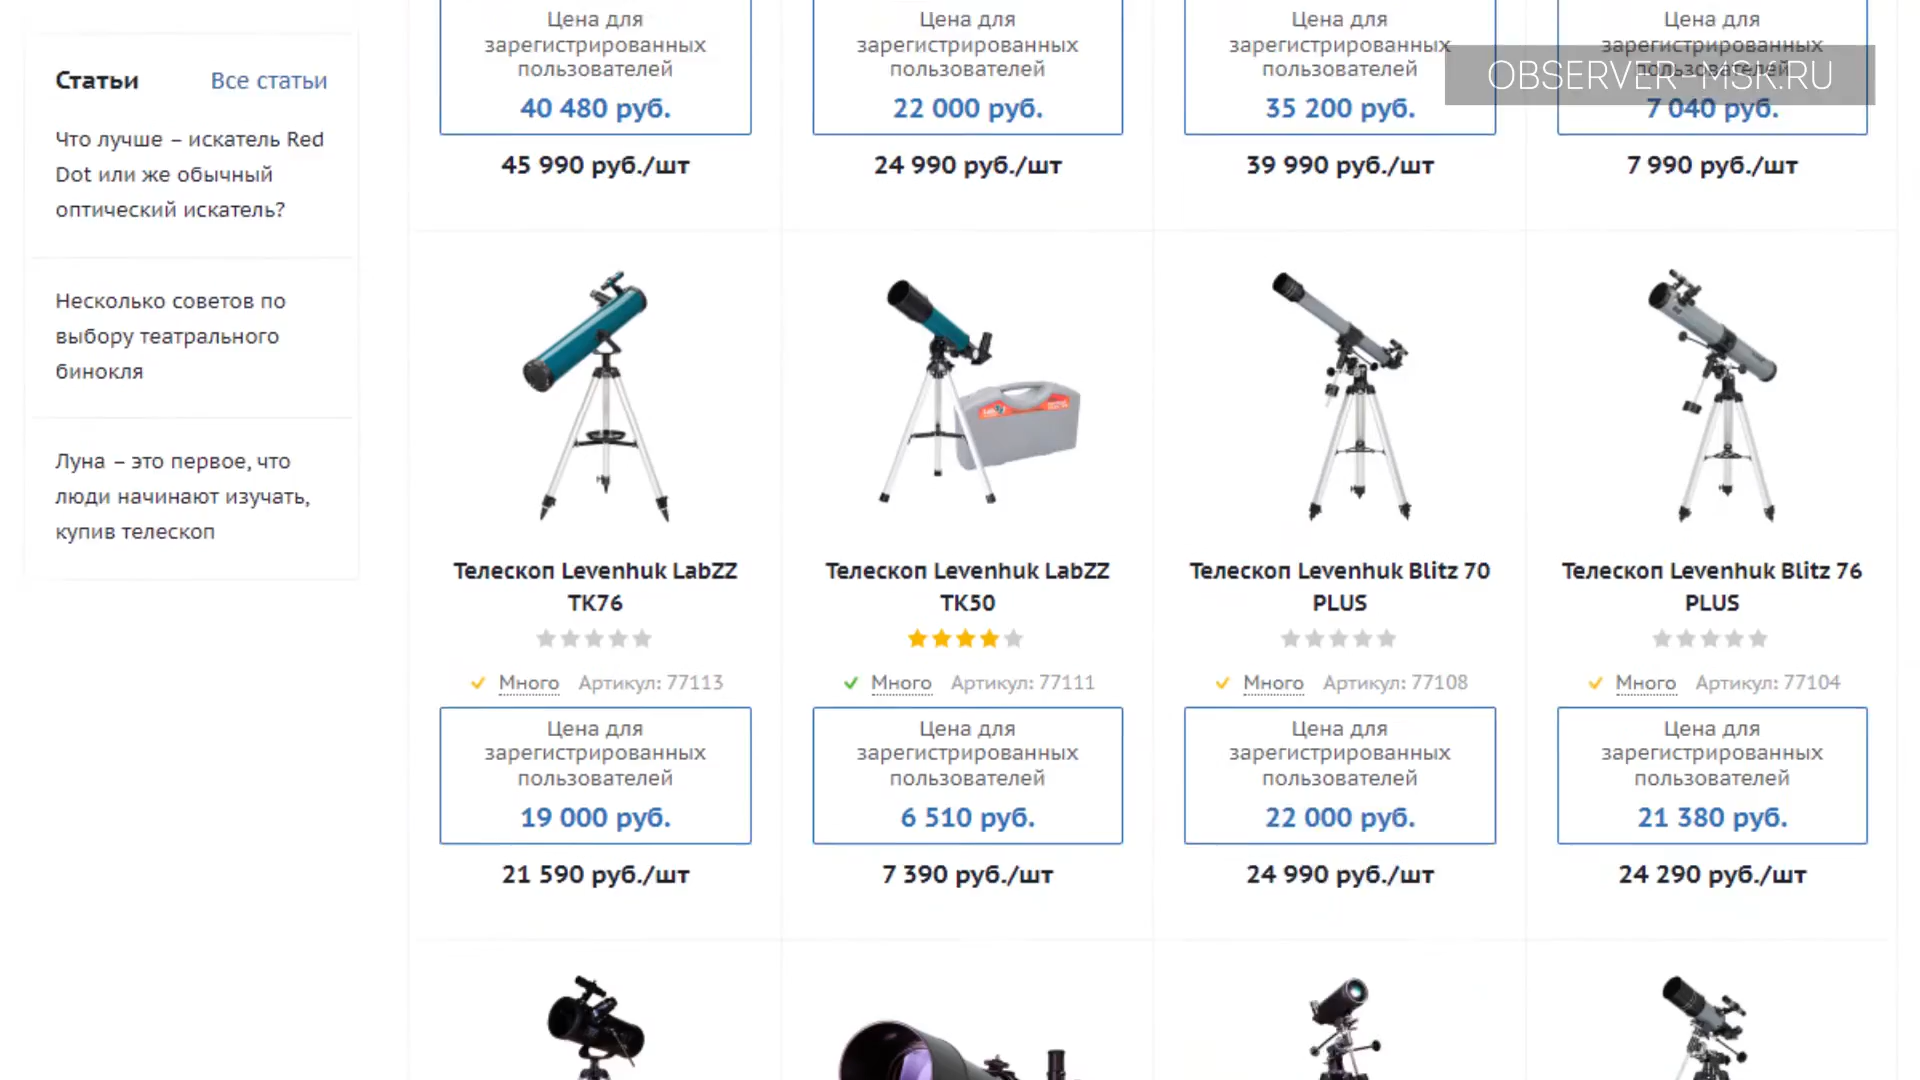 Статьи Все статьи
Что лучше – искатель Red
Dot или же обычный
оптический искатель?
Несколько советов по
выбору театрального
бинокля
Луна – это первое, что
люди начинают изучать,
купив телескоп
OBSERVER-MSK.RU
Цена для
зарегистрированных
пользователей
40 480 руб.
45 990 руб./шт
Цена для
зарегистрированных
пользователей
22 000 руб.
24 990 руб./шт
Цена для
зарегистрированных
пользователей
35 200 руб.
39 990 руб./шт
Цена для
зарегистрированных
пользователей
7 040 руб.
7 990 руб./шт
Телескоп Levenhuk LabZZ
TK76
Много Артикул: 77113
Цена для
зарегистрированных
пользователей
19 000 руб.
21 590 руб./шт
Телескоп Levenhuk LabZZ
TK50
Много Артикул: 77111
Цена для
зарегистрированных
пользователей
6 510 руб.
7 390 руб./шт
Телескоп Levenhuk Blitz 70
PLUS
Много Артикул: 77108
Цена для
зарегистрированных
пользователей
22 000 руб.
24 990 руб./шт
Телескоп Levenhuk Blitz 76
PLUS
Много Артикул: 77104
Цена для
зарегистрированных
пользователей
21 380 руб.
24 290 руб./шт